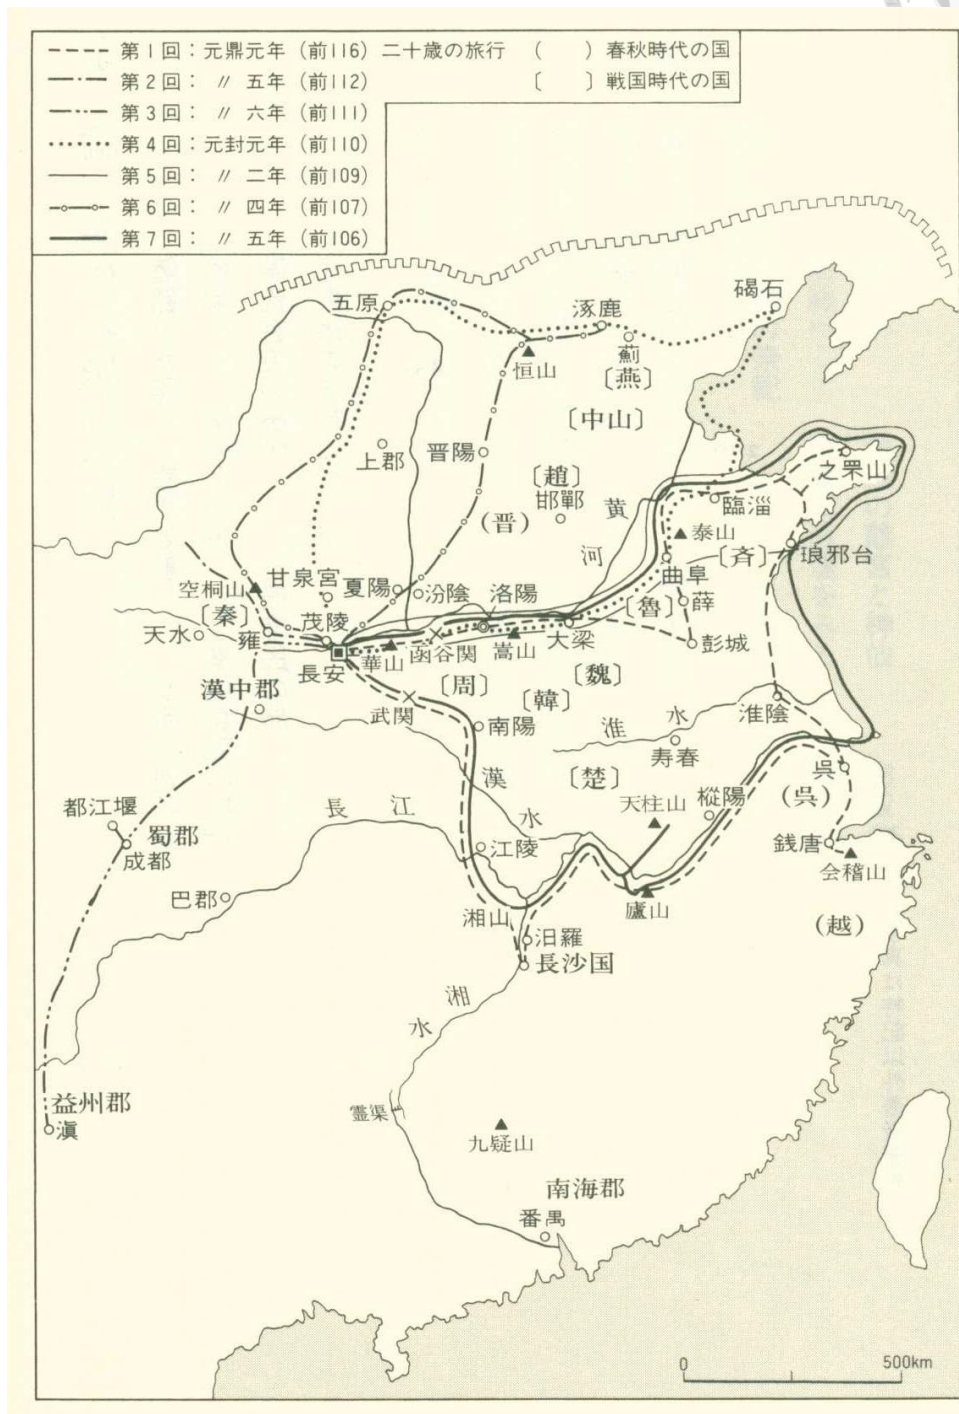 第1回：元鼎元年（前116）二十歳の旅行 （　　）春秋時代の国
第2回：〃 五年（前112） 〔　　〕戦国時代の国
第3回：〃 六年（前111）
第4回：元封元年（前110）
第5回：〃 二年（前109）
第6回：〃 四年（前107）
第7回：〃 五年（前106）
碣石
五原
涿鹿
薊
〔燕〕
恒山
〔中山〕
上郡
晋陽
〔趙〕
邯鄲
（晋）
黄
河
之罘山
臨淄
泰山
〔斉〕
琅邪台
曲阜
〔魯〕
薛
彭城
空桐山
甘泉宮
夏陽
汾陰
洛陽
〔秦〕
天水
雍
茂陵
長安
華山
函谷関
嵩山
大梁
〔周〕
〔韓〕
〔魏〕
漢中郡
武関
南陽
淮
水
淮陰
寿春
〔楚〕
漢
水
長
江
都江堰
蜀郡
成都
巴郡
江陵
天柱山
樅陽
呉
（呉）
銭唐
会稽山
（越）
廬山
湘山
汨羅
長沙国
湘
水
益州郡
滇
霊渠
九疑山
南海郡
番禺
0
500km